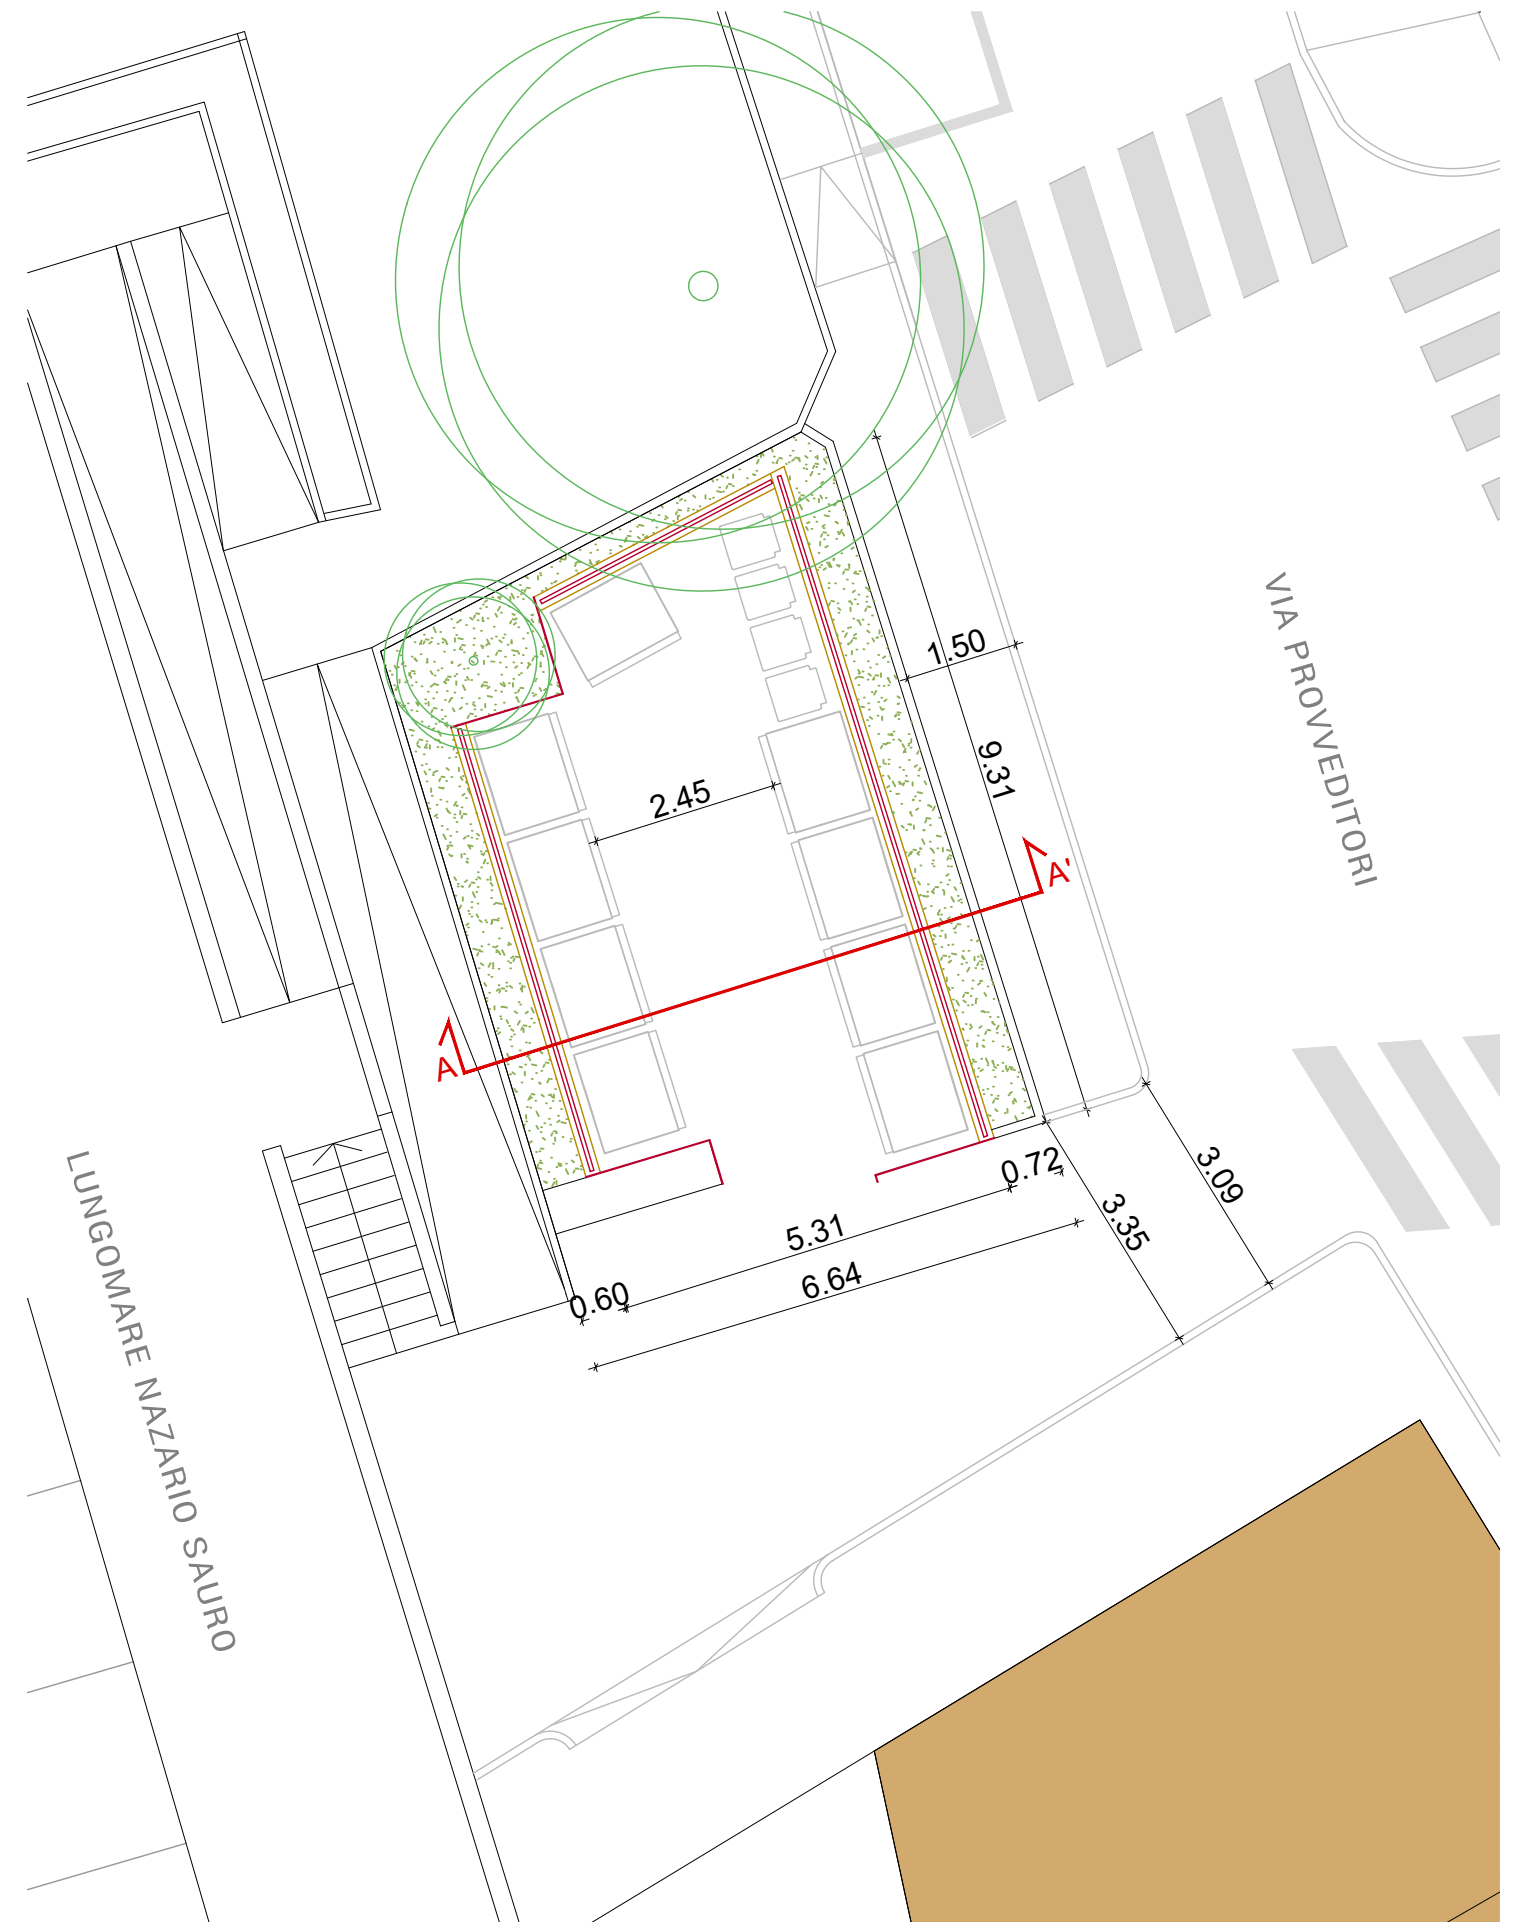 1.50
VIA PROVVEDITORI
9.31
2.45
A'
A
0.72
3.09
3.35
5.31
6.64
0.60
LUNGOMARE NAZARIO SAURO